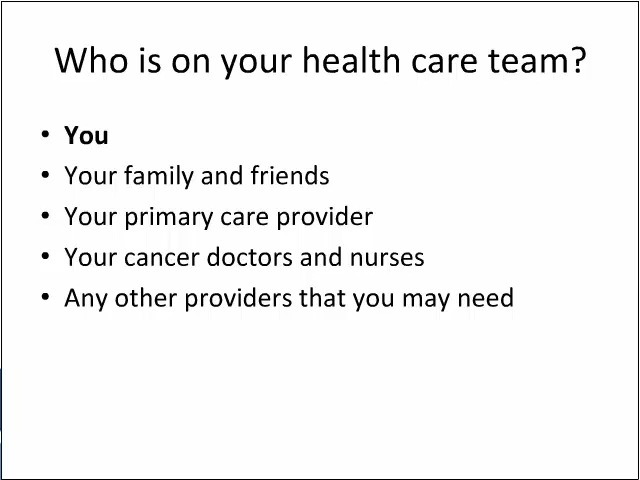 Who is on your health care team?
• You
• Your family and friends
• Your primary care provider
• Your cancer doctors and nurses
• Any other providers that you may need